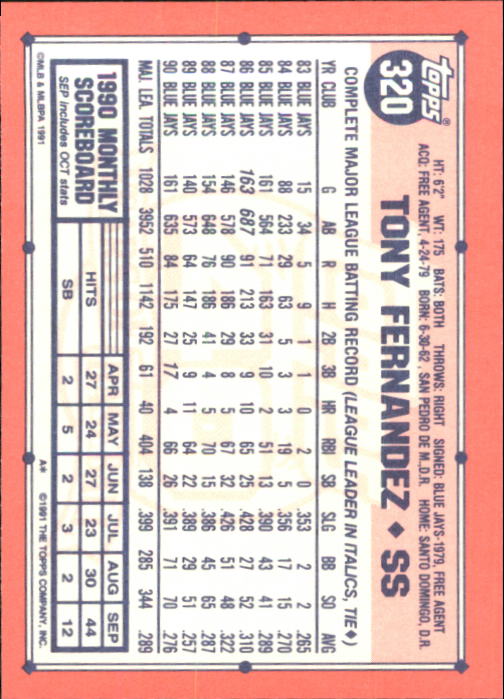 topps®
320
HT: 6'2" WT: 175 BATS: BOTH THROWS: RIGHT SIGNED: BLUE JAYS-1979, FREE AGENT
ACQ: FREE AGENT, 4-24-79 BORN: 6-30-62, SAN PEDRO DE M.,D.R. HOME: SANTO DOMINGO, D.R.
TONY FERNANDEZ ♦ SS
COMPLETE MAJOR LEAGUE BATTING RECORD (LEAGUE LEADER IN ITALICS, TIE♦)
YR CLUB G AB R H 2B 3B HR RBI SB SLG BB SO AVG
83 BLUE JAYS 15 34 5 9 1 1 0 2 0 .353 2 2 .265
84 BLUE JAYS 88 233 29 63 5 3 3 19 5 .356 17 15 .270
85 BLUE JAYS 161 564 71 163 31 10 2 51 13 .390 43 41 .289
86 BLUE JAYS 163 687 91 213 33 9 10 65 25 .428 27 52 .310
87 BLUE JAYS 146 578 90 186 29 8 5 67 32 .426 51 48 .322
88 BLUE JAYS 154 648 76 186 41 4 5 70 15 .386 45 65 .287
89 BLUE JAYS 140 573 64 147 25 9 11 64 22 .389 29 51 .257
90 BLUE JAYS 161 635 84 175 27 17 4 66 26 .391 71 70 .276
MAJ. LEA. TOTALS 1028 3952 510 1142 192 61 40 404 138 .399 285 344 .289
1990 MONTHLY
SCOREBOARD
SEP includes OCT stats
APR MAY JUN JUL AUG SEP
HITS 27 24 27 23 30 44
SB 2 5 2 3 2 12
©MLB & MLBPA 1991
A* ©1991 THE TOPPS COMPANY, INC.